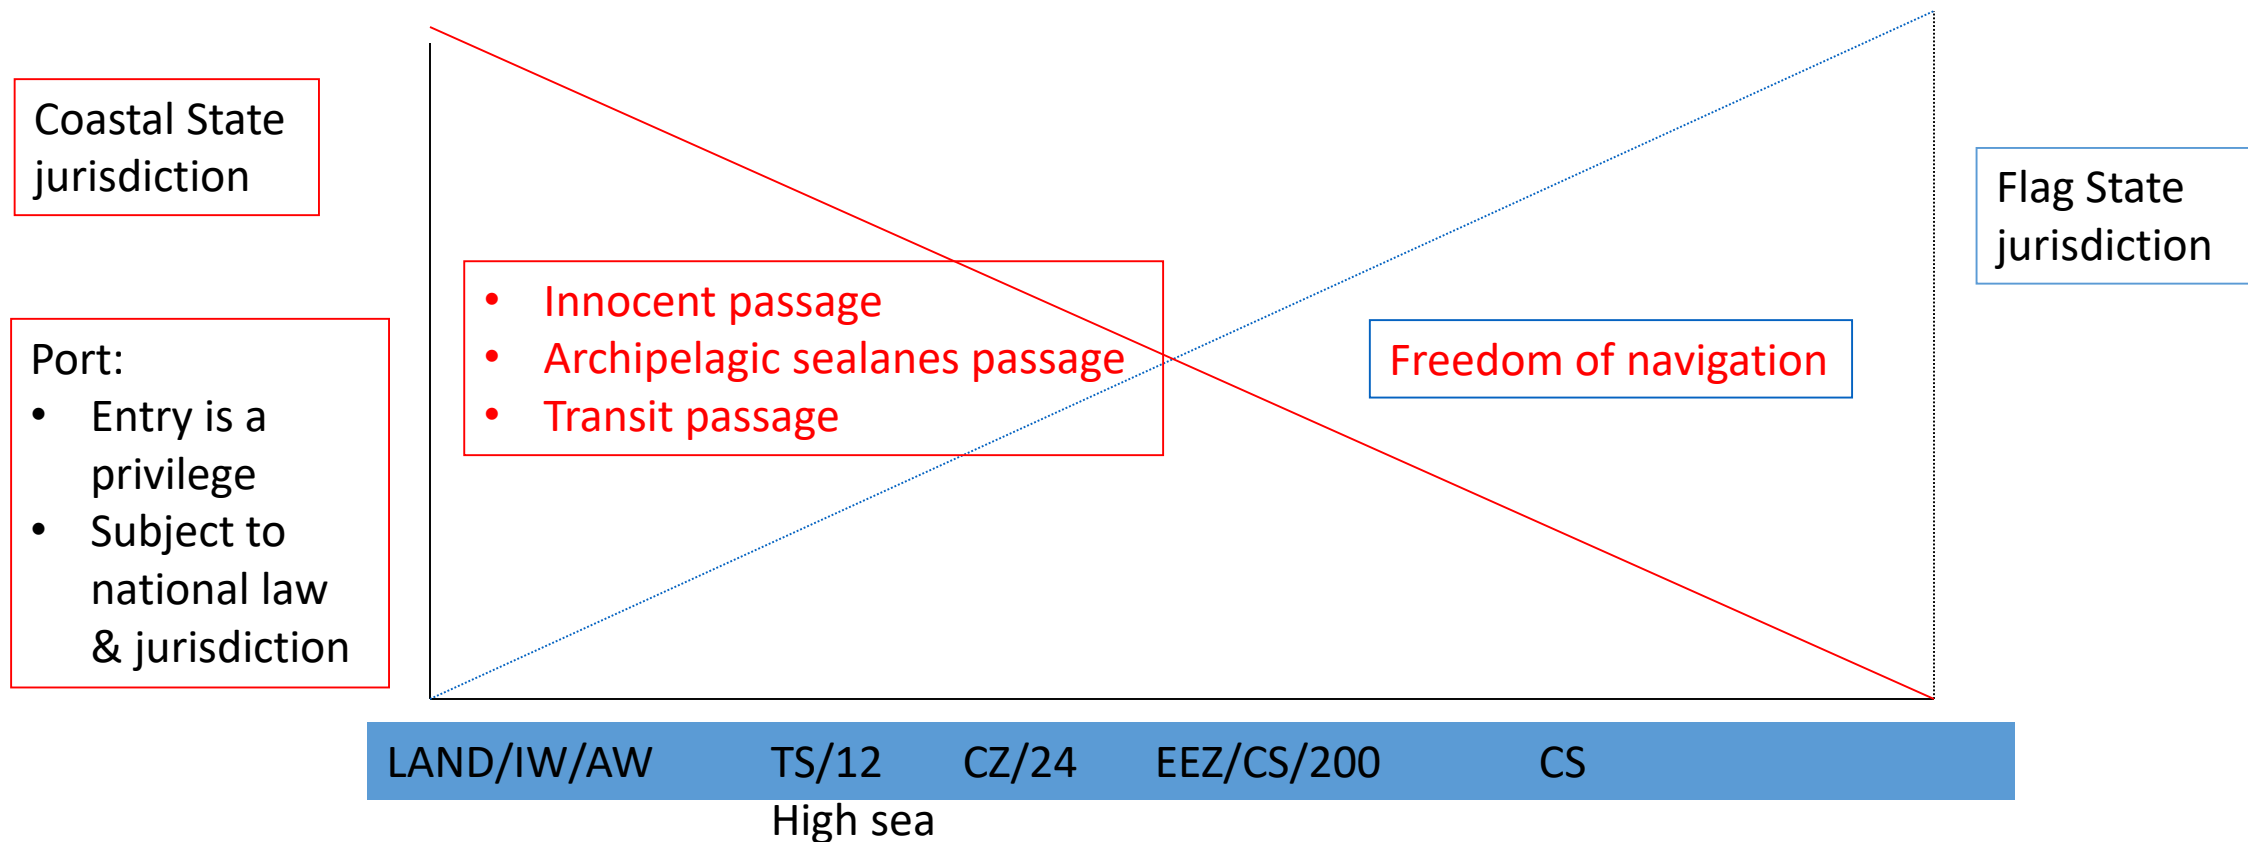 Coastal State
jurisdiction
Port:
• Entry is a
privilege
• Subject to
national law
& jurisdiction
• Innocent passage
• Archipelagic sealanes passage
• Transit passage
Freedom of navigation
Flag State
jurisdiction
LAND/IW/AW TS/12 CZ/24 EEZ/CS/200 CS
High sea